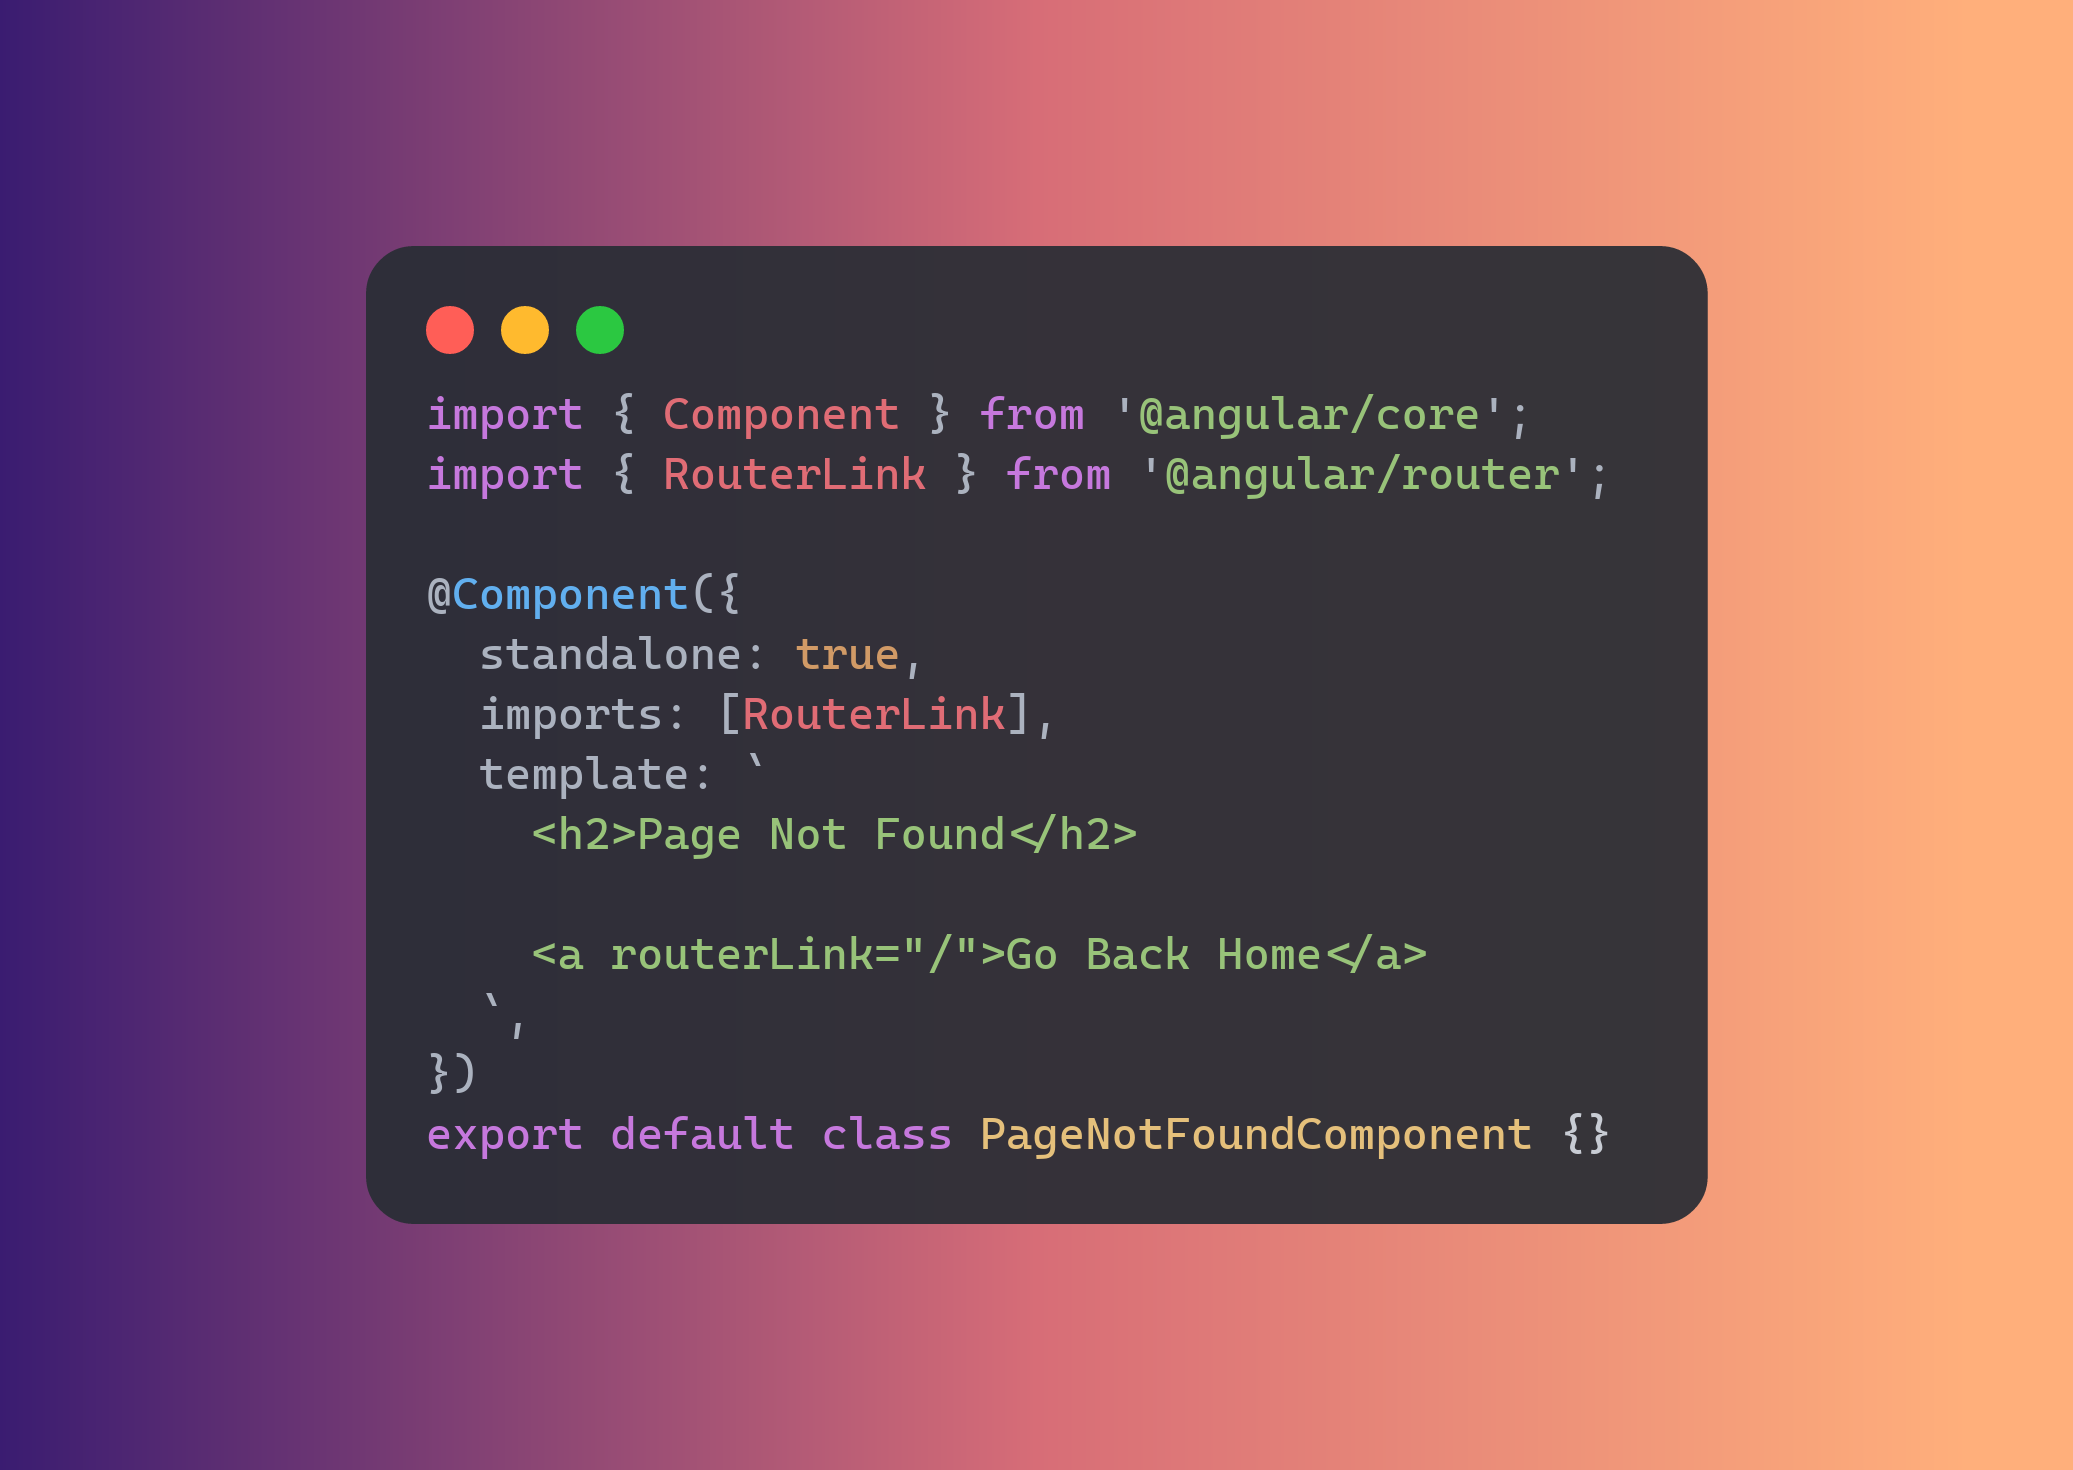 import { Component } from '@angular/core';
import { RouterLink } from '@angular/router';

@Component({
  standalone: true,
  imports: [RouterLink],
  template: `
    <h2>Page Not Found</h2>

    <a routerLink="/">Go Back Home</a>
  `,
})
export default class PageNotFoundComponent {}